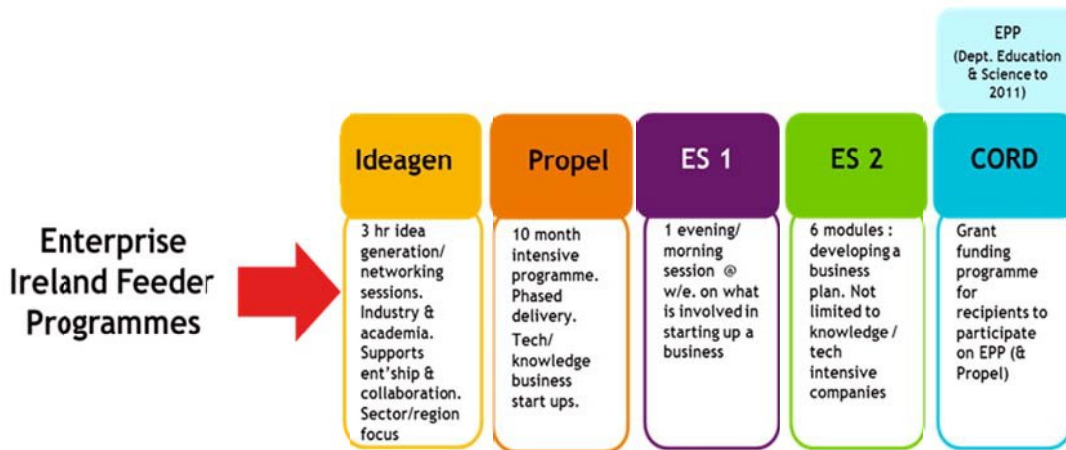 EPP
(Dept. Education
& Science to
2011)
Enterprise
Ireland Feeder
Programmes
Ideagen
3 hr idea
generation/
networking
sessions.
Industry &
academia.
Supports
ent'ship &
collaboration.
Sector/region
focus
Propel
10 month
intensive
programme.
Phased
delivery.
Tech/
knowledge
business
start ups.
ES 1
1 evening/
morning
session @
w/e. on what
is involved in
starting up a
business
ES 2
6 modules :
developing a
business
plan. Not
limited to
knowledge /
tech
intensive
companies
CORD
Grant
funding
programme
for
recipients to
participate
on EPP (&
Propel)